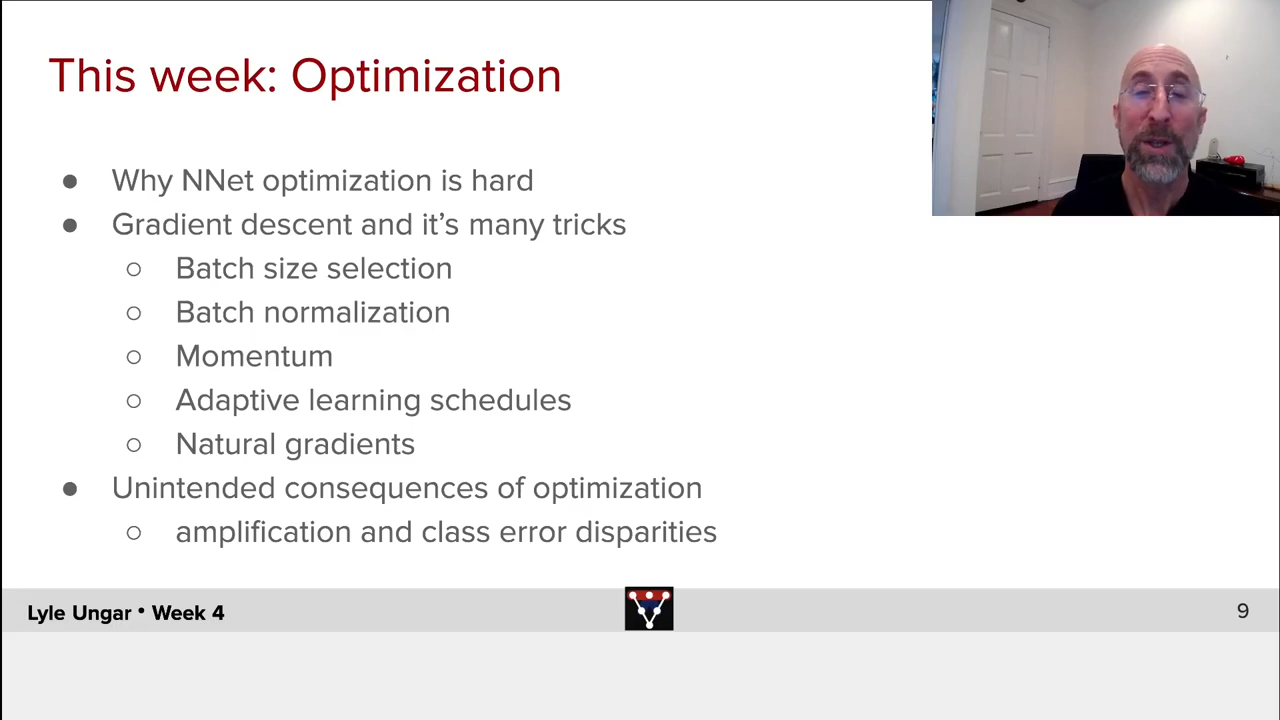 This week: Optimization
● Why NNet optimization is hard
● Gradient descent and it’s many tricks
○ Batch size selection
○ Batch normalization
○ Momentum
○ Adaptive learning schedules
○ Natural gradients
● Unintended consequences of optimization
○ amplification and class error disparities
Lyle Ungar • Week 4
9